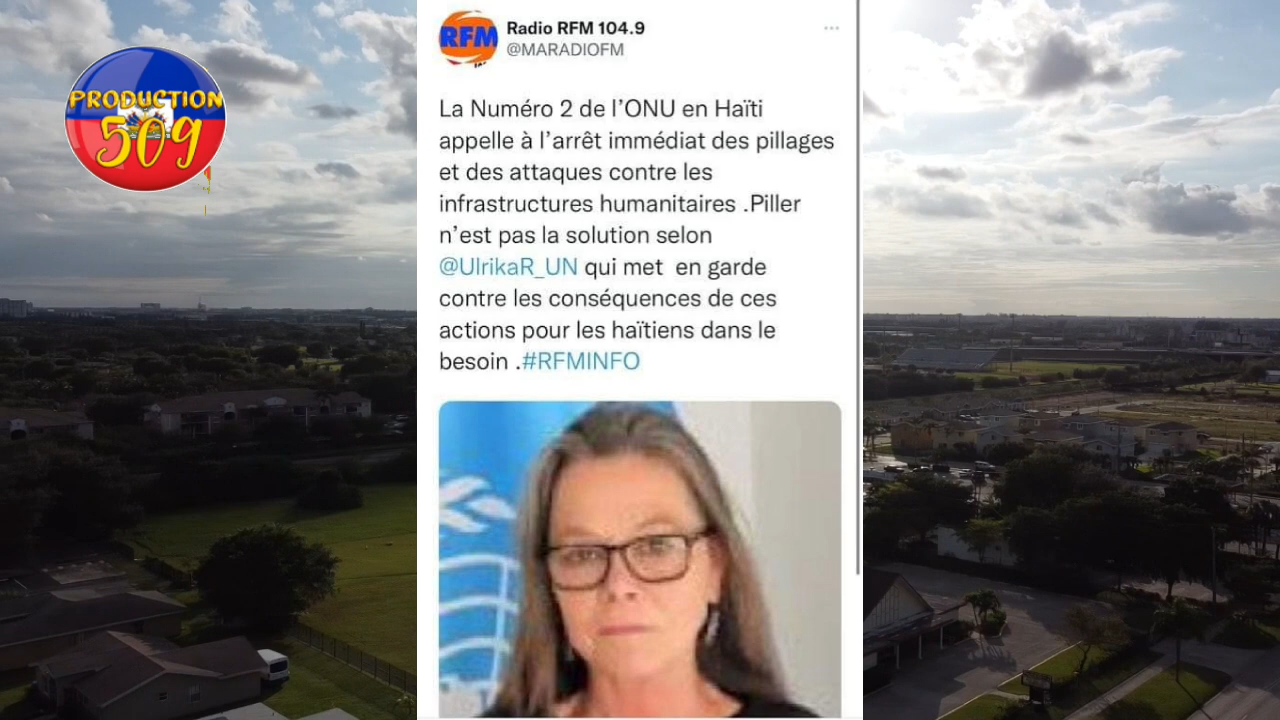 PRODUCTION
509
RFM
Radio RFM 104.9
@MARADIOFM
La Numéro 2 de l’ONU en Haïti
appelle à l’arrêt immédiat des pillages
et des attaques contre les
infrastructures humanitaires .Piller
n’est pas la solution selon
@UlrikaR_UN qui met  en garde
contre les conséquences de ces
actions pour les haïtiens dans le
besoin .#RFMINFO